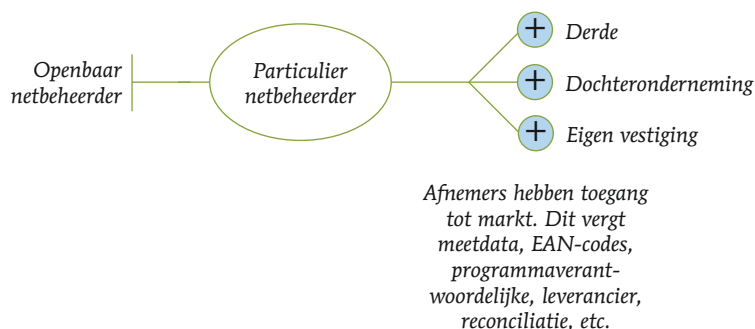 Openbaar
netbeheerder
Particulier
netbeheerder
+ Derde
+ Dochteronderneming
+ Eigen vestiging
Afnemers hebben toegang
tot markt. Dit vergt
meetdata, EAN-codes,
programmaverant-
woordelijke, leverancier,
reconciliatie, etc.